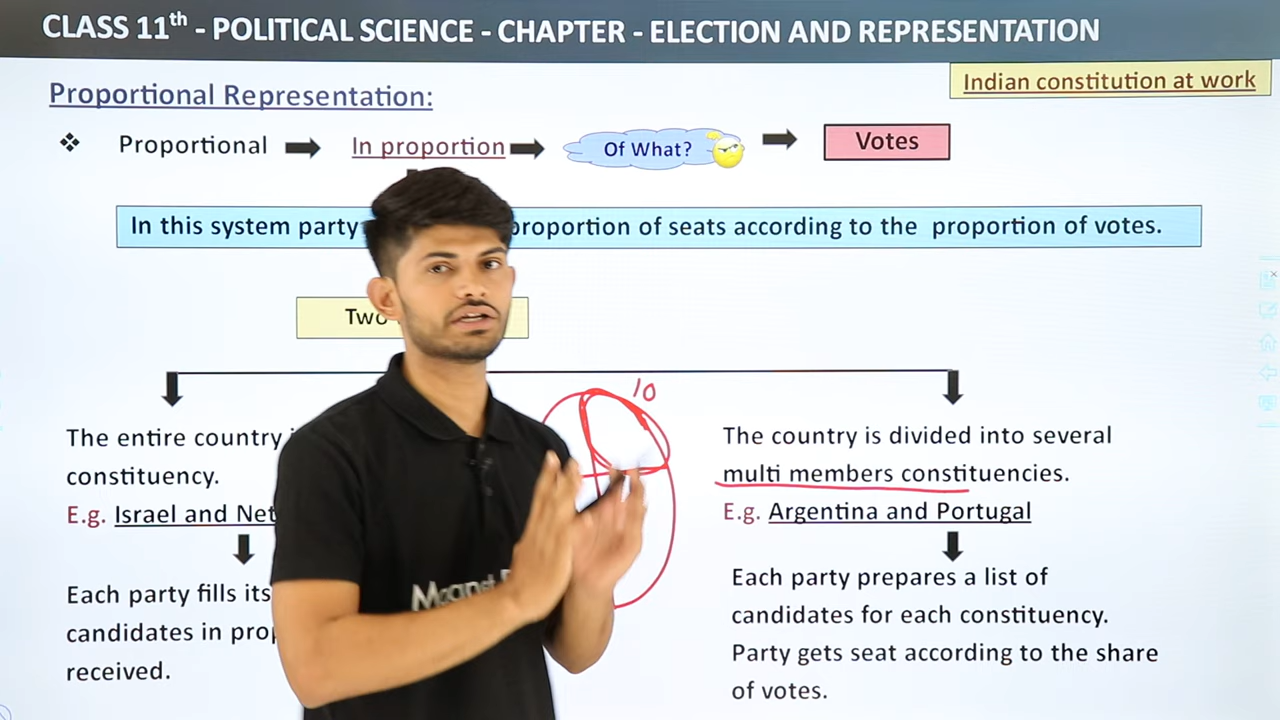 CLASS 11th - POLITICAL SCIENCE - CHAPTER - ELECTION AND REPRESENTATION
Indian constitution at work
Proportional Representation:
❖ Proportional In proportion Of What? Votes
In this system party proportion of seats according to the proportion of votes.
Two
10
The entire country
constituency.
E.g. Israel and
Each party fills its
candidates in
received.
The country is divided into several
multi members constituencies.
E.g. Argentina and Portugal
Each party prepares a list of
candidates for each constituency.
Party gets seat according to the share
of votes.